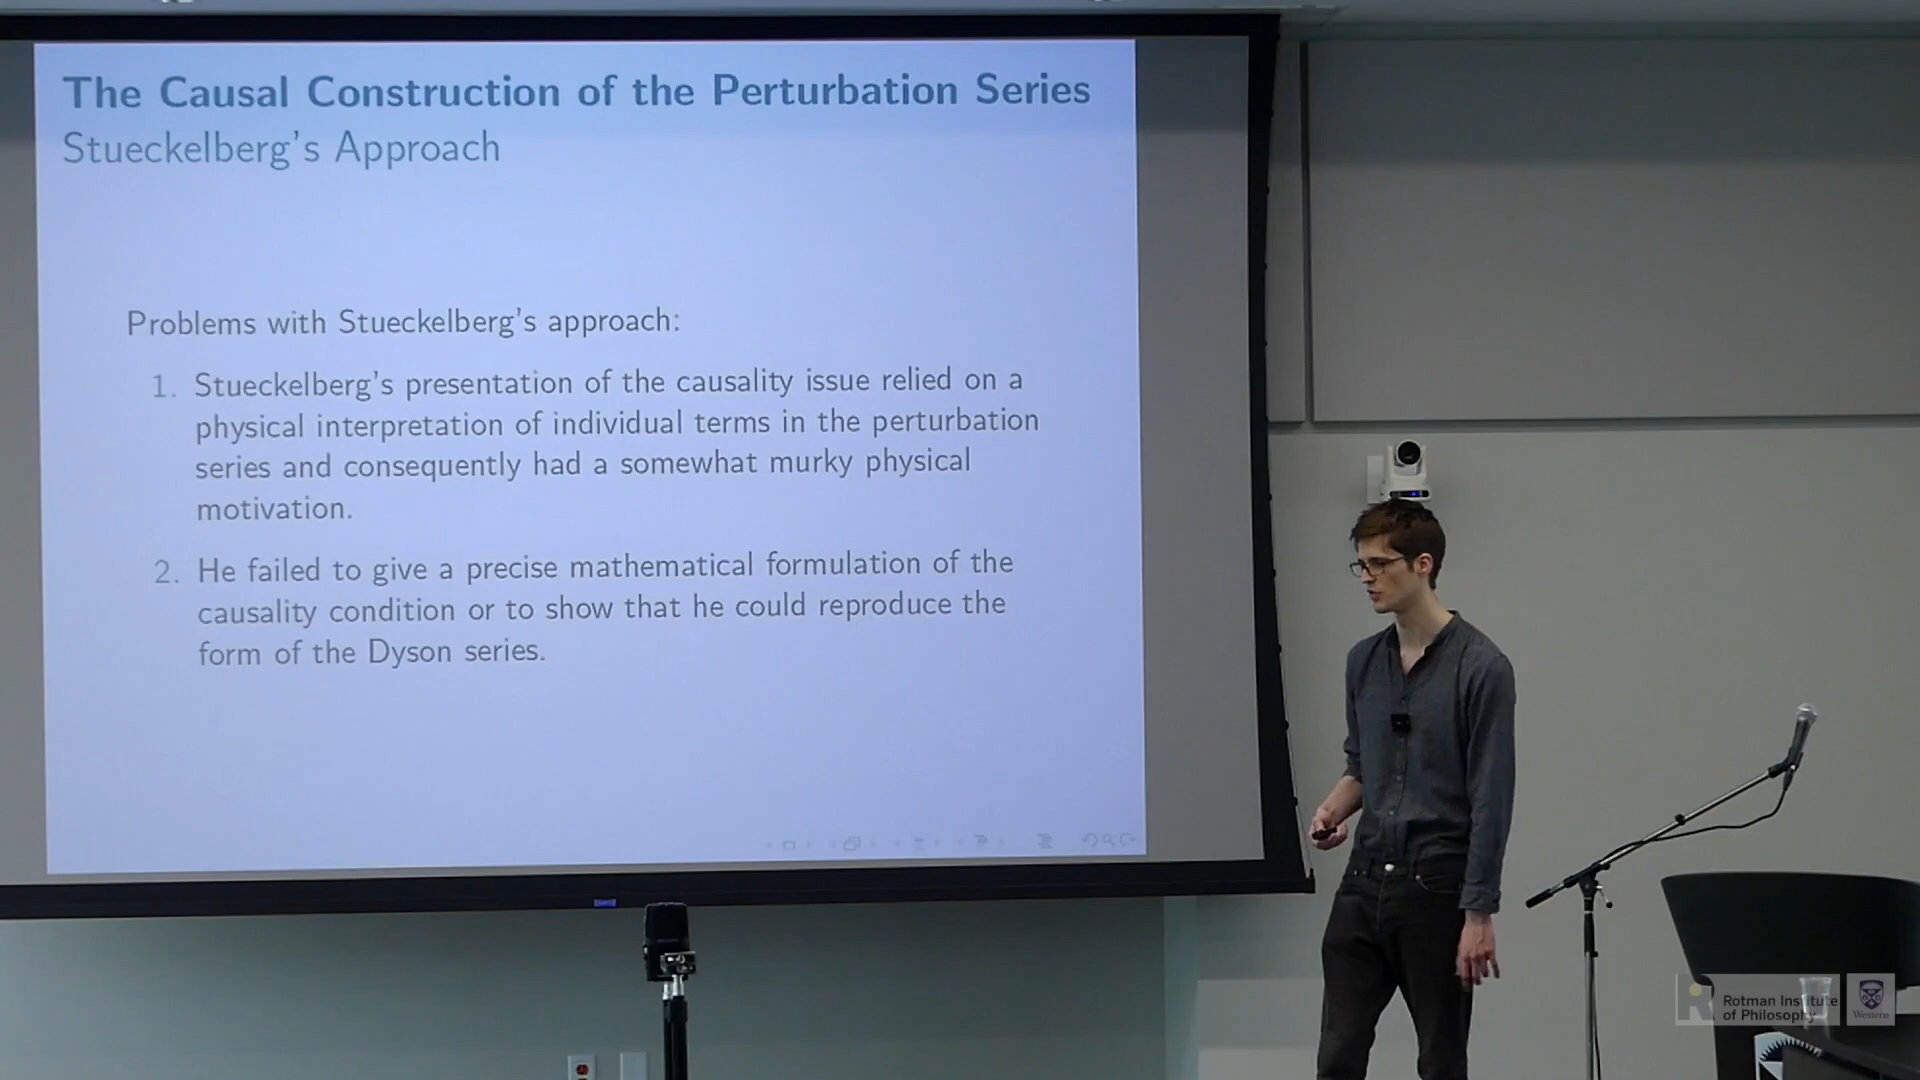 The Causal Construction of the Perturbation Series
Stueckelberg's Approach
Problems with Stueckelberg's approach:
1. Stueckelberg's presentation of the causality issue relied on a
physical interpretation of individual terms in the perturbation
series and consequently had a somewhat murky physical
motivation.
2. He failed to give a precise mathematical formulation of the
causality condition or to show that he could reproduce the
form of the Dyson series.
Rotman Institute
of Philosophy
Western